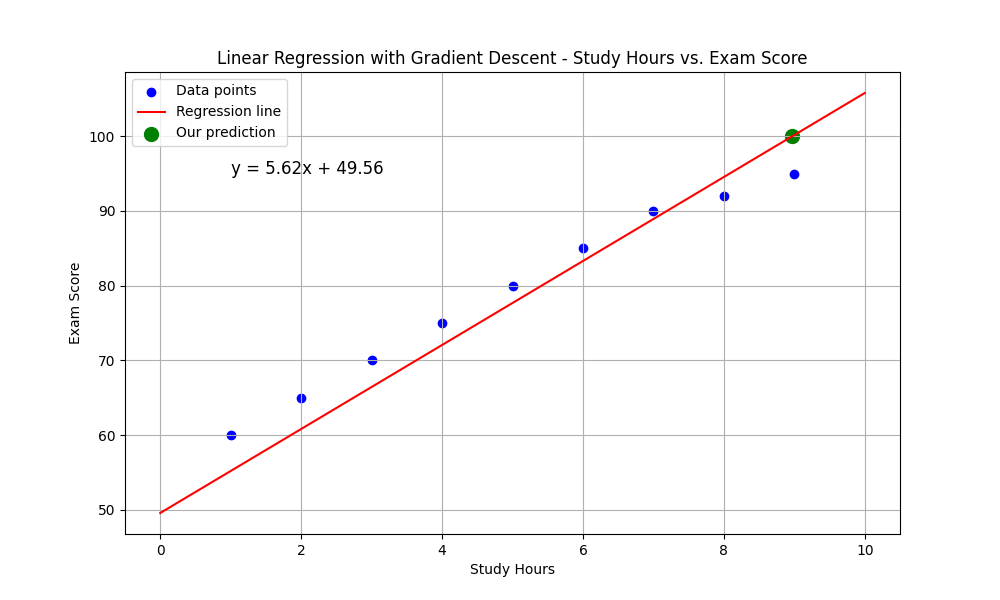 Linear Regression with Gradient Descent - Study Hours vs. Exam Score
Data points
Regression line
Our prediction
y = 5.62x + 49.56
100
90
80
70
60
50
Exam Score
0 2 4 6 8 10
Study Hours